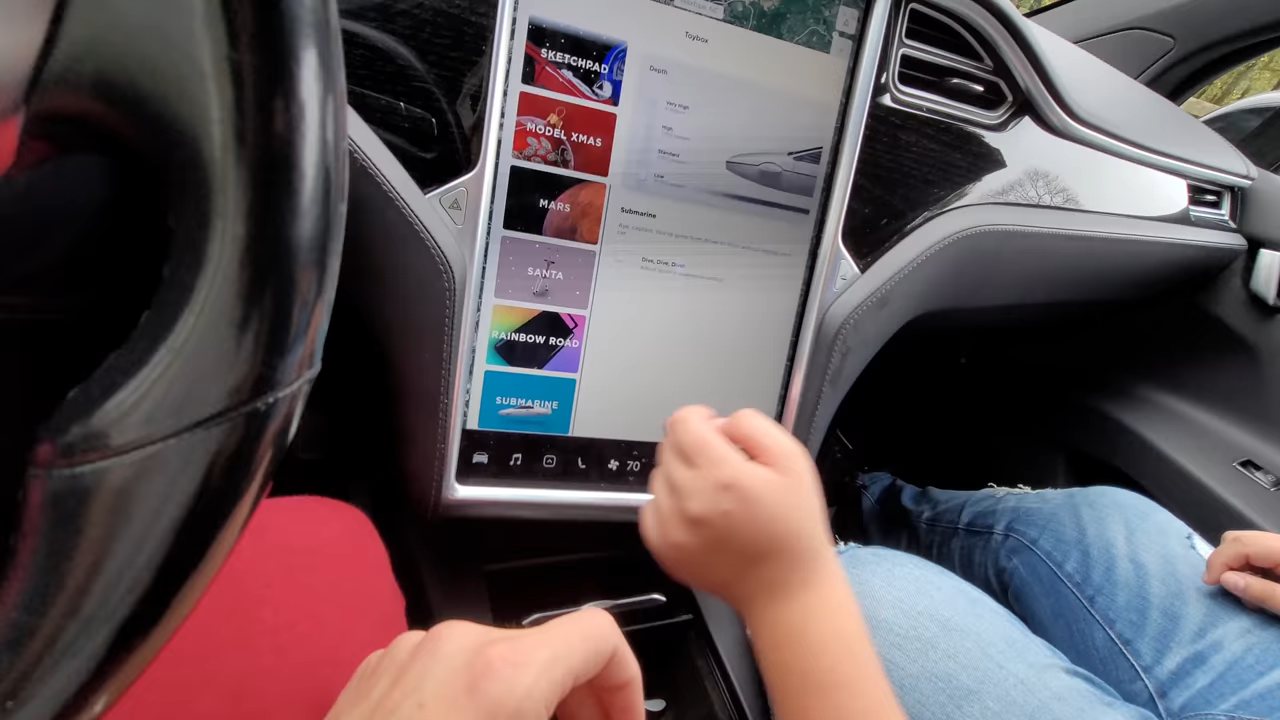 Toybox
SKETCHPAD
Depth
Very High
High
MODEL XMAS
Standard
Low
MARS
Submarine
SANTA
Dive, Dive, Dive!
RAINBOW ROAD
SUBMARINE
70